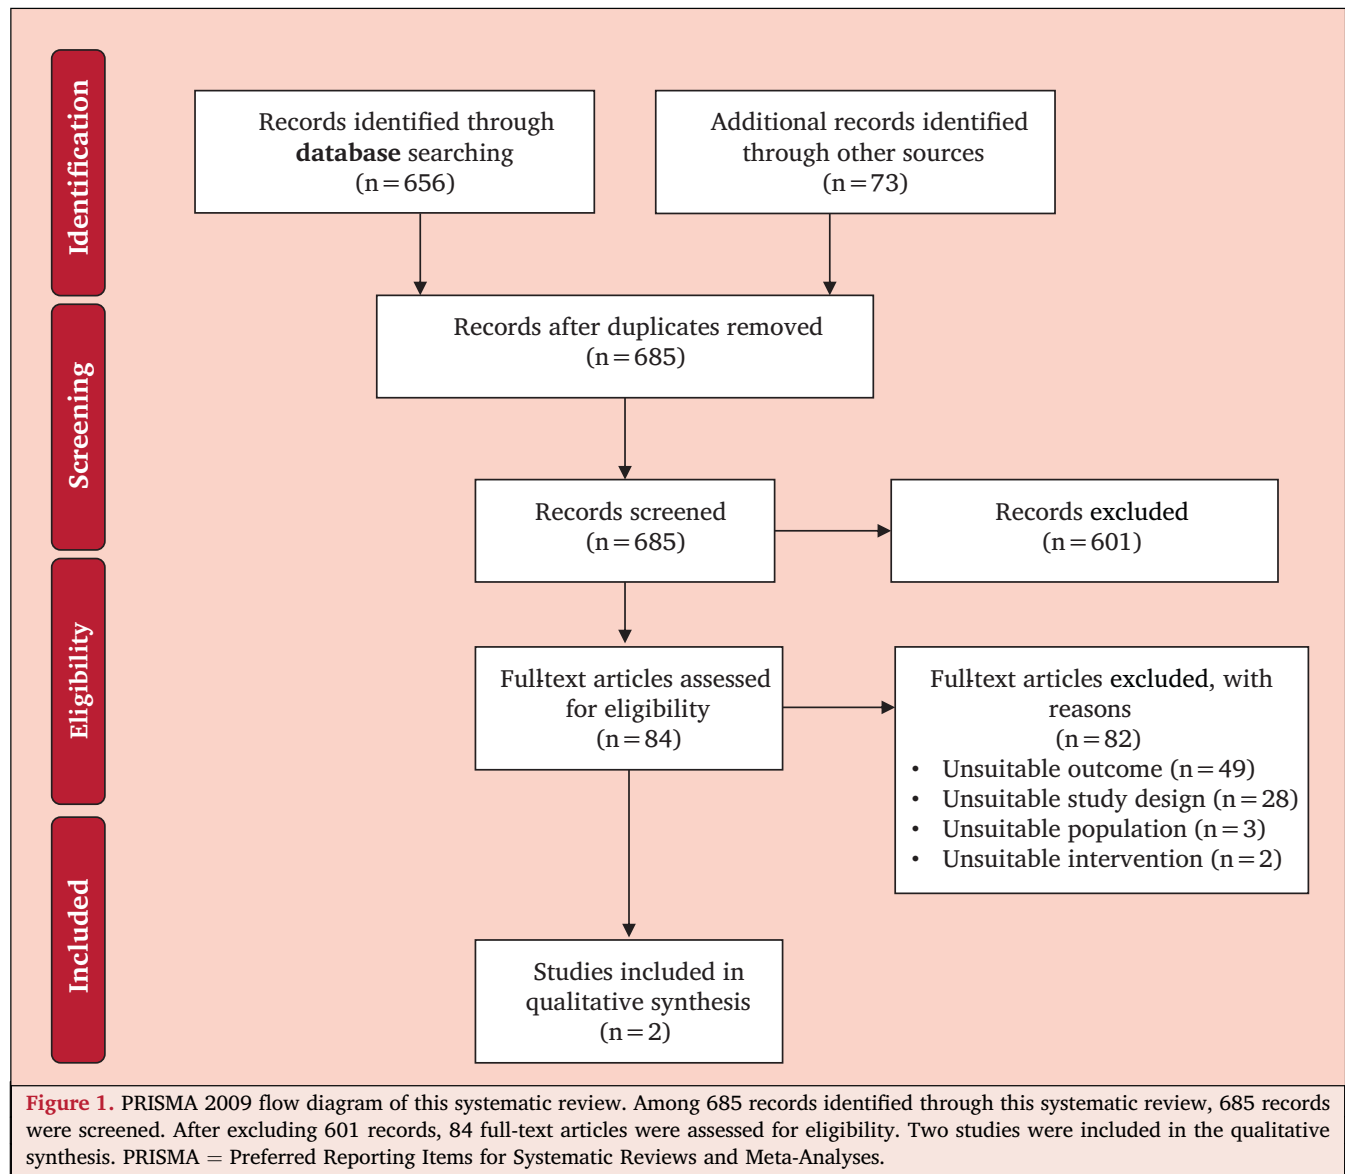 Identification
Records identified through
database searching
(n=656)
Additional records identified
through other sources
(n=73)
Screening
Records after duplicates removed
(n=685)
Records screened
(n=685)
Records excluded
(n=601)
Eligibility
Full-text articles assessed
for eligibility
(n=84)
Full-text articles excluded, with
reasons
(n=82)
• Unsuitable outcome (n=49)
• Unsuitable study design (n=28)
• Unsuitable population (n=3)
• Unsuitable intervention (n=2)
Included
Studies included in
qualitative synthesis
(n=2)
Figure 1. PRISMA 2009 flow diagram of this systematic review. Among 685 records identified through this systematic review, 685 records
were screened. After excluding 601 records, 84 full-text articles were assessed for eligibility. Two studies were included in the qualitative
synthesis. PRISMA = Preferred Reporting Items for Systematic Reviews and Meta-Analyses.